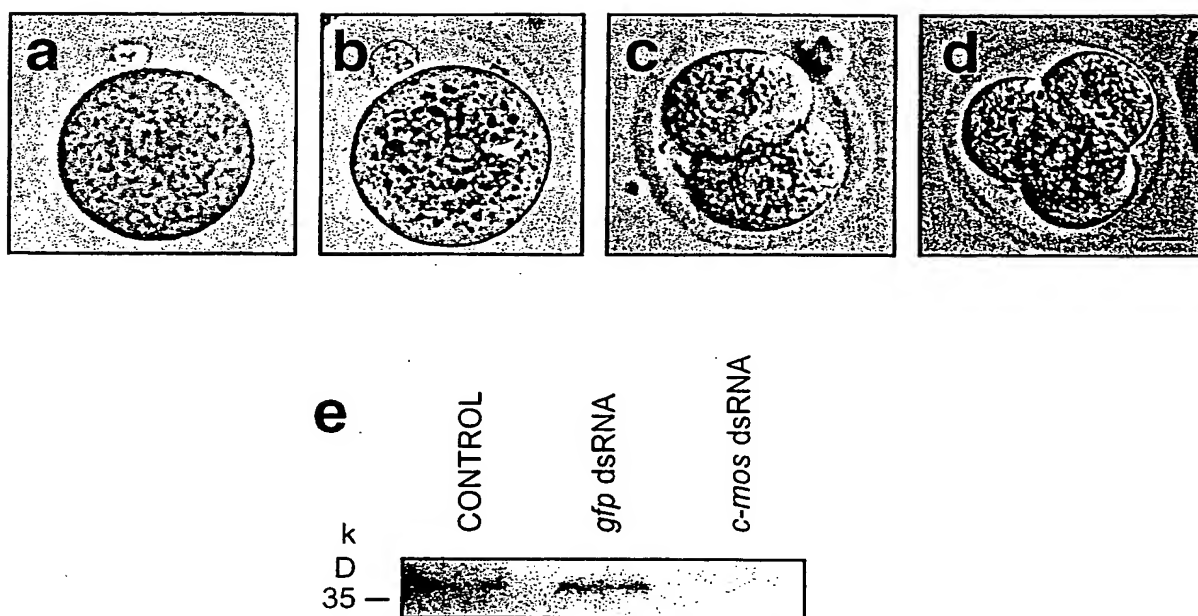 a
b
c
d
e
CONTROL
gfp dsRNA
c-mos dsRNA
k
D
35 —